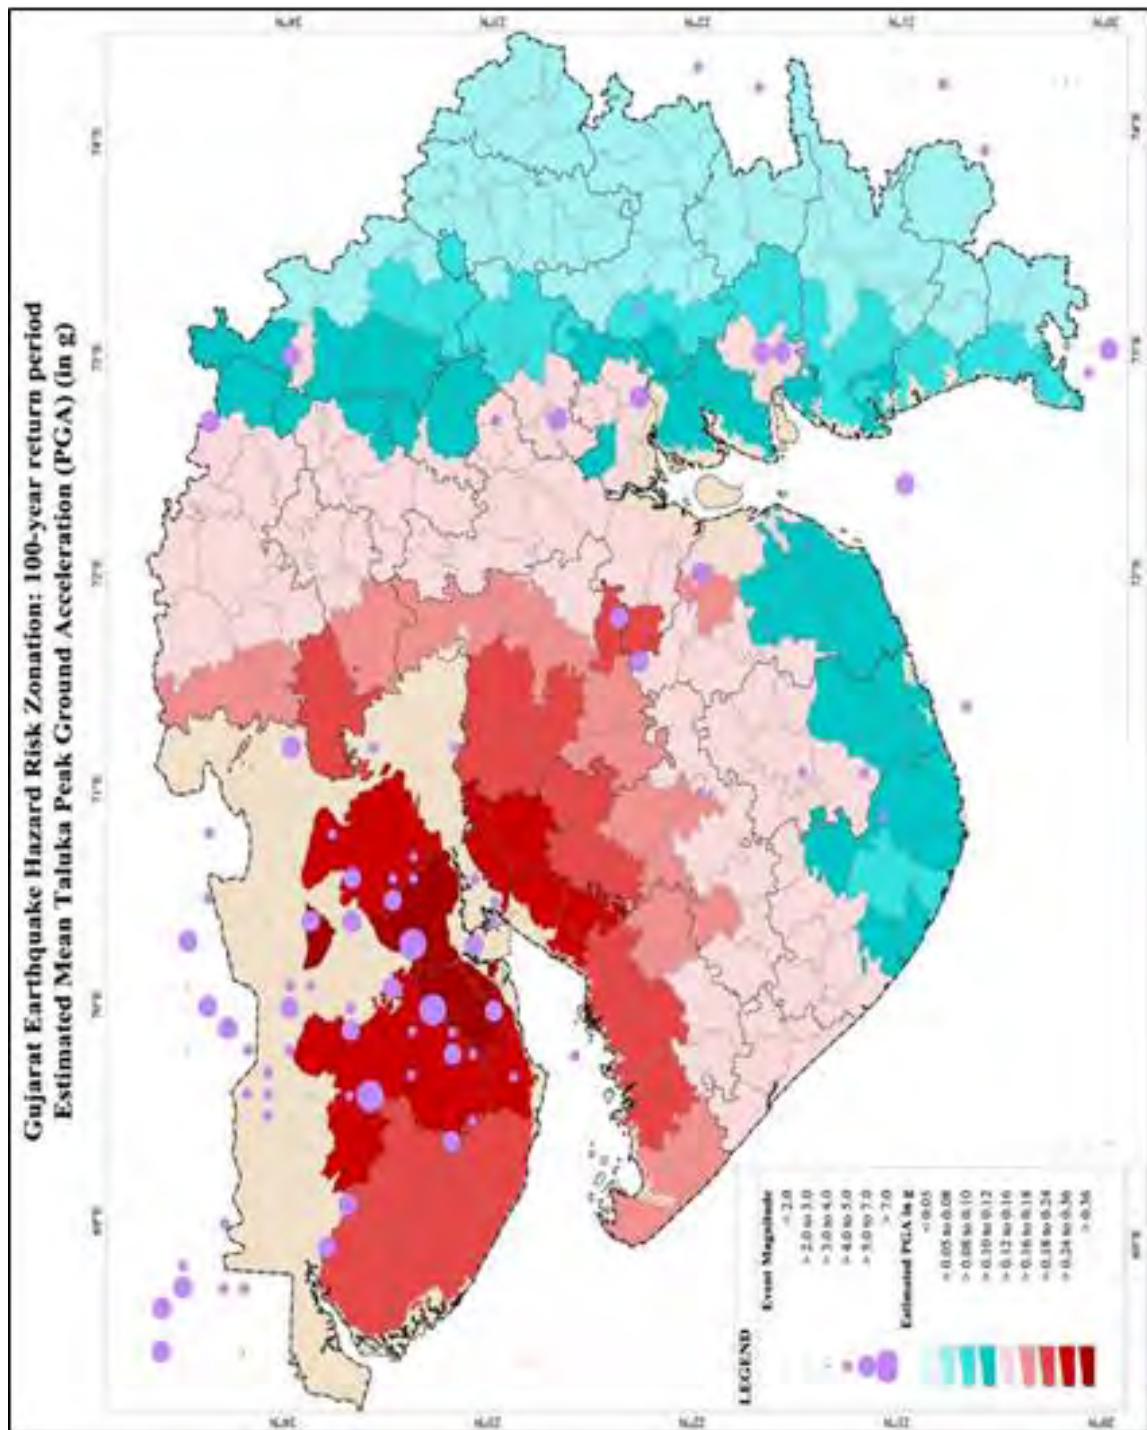 Gujarat Earthquake Hazard Risk Zonation: 100-year return period
Estimated Mean Taluka Peak Ground Acceleration (PGA) (in g)
LEGEND
Event Magnitude
< 2.0
> 2.0 to 3.0
> 3.0 to 4.0
> 4.0 to 5.0
> 5.0 to 7.0
> 7.0
Estimated PGA in g
< 0.05
> 0.05 to 0.08
> 0.08 to 0.10
> 0.10 to 0.12
> 0.12 to 0.16
> 0.16 to 0.18
> 0.18 to 0.24
> 0.24 to 0.36
> 0.36